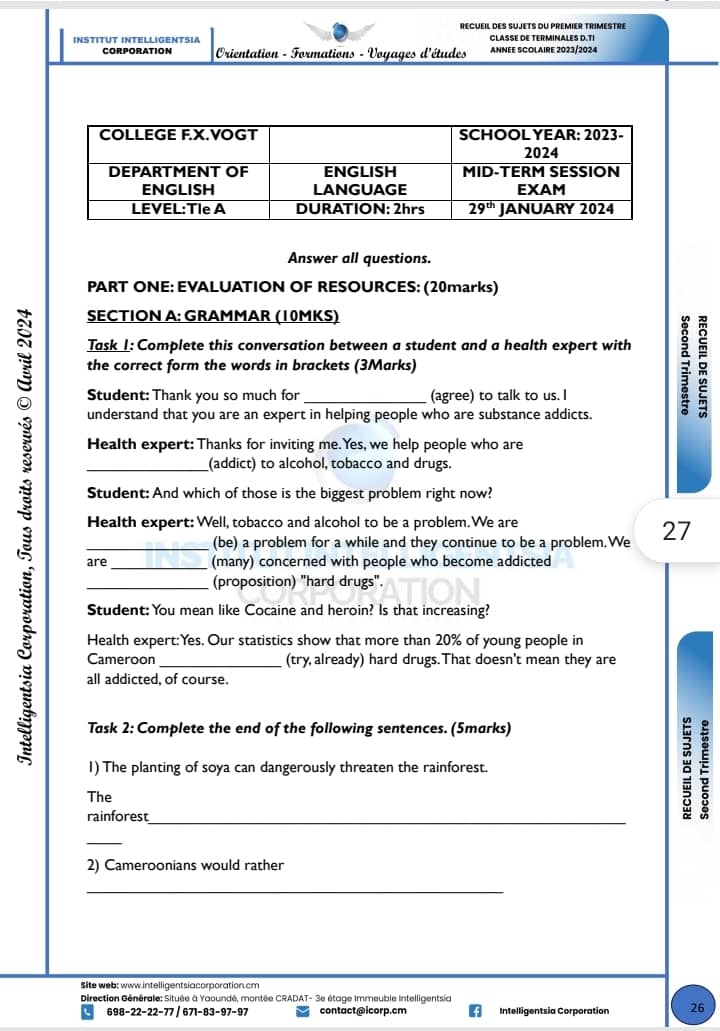 INSTITUT INTELLIGENTSIA
CORPORATION
Orientation - Formations - Voyages d'études
RECUEIL DES SUJETS DU PREMIER TRIMESTRE
CLASSE DE TERMINALES D.TI
ANNEE SCOLAIRE 2023/2024
COLLEGE F.X.VOGT
SCHOOL YEAR: 2023-
2024
DEPARTMENT OF
ENGLISH
ENGLISH
LANGUAGE
MID-TERM SESSION
EXAM
LEVEL:Tle A
DURATION: 2hrs
29th JANUARY 2024
Answer all questions.
PART ONE: EVALUATION OF RESOURCES: (20marks)
SECTION A: GRAMMAR (10MKS)
Task 1: Complete this conversation between a student and a health expert with
the correct form the words in brackets (3Marks)
Student: Thank you so much for ________________ (agree) to talk to us. I
understand that you are an expert in helping people who are substance addicts.
Health expert: Thanks for inviting me. Yes, we help people who are
________________(addict) to alcohol, tobacco and drugs.
Student: And which of those is the biggest problem right now?
Health expert: Well, tobacco and alcohol to be a problem. We are
________________ (be) a problem for a while and they continue to be a problem. We
are ____________ (many) concerned with people who become addicted
________________ (proposition) "hard drugs".
Student: You mean like Cocaine and heroin? Is that increasing?
Health expert: Yes. Our statistics show that more than 20% of young people in
Cameroon ________________ (try, already) hard drugs. That doesn't mean they are
all addicted, of course.
Task 2: Complete the end of the following sentences. (5marks)
1) The planting of soya can dangerously threaten the rainforest.
The
rainforest________________________________________________
_____
2) Cameroonians would rather
________________________________________________
INSTITUT INTELLIGENTSIA
CORPORATION
Intelligentsia Corporation, Tous droits reservés © Avril 2024
RECUEIL DE SUJETS
Second Trimestre
27
RECUEIL DE SUJETS
Second Trimestre
Site web: www.intelligentsiacorporation.cm
Direction Générale: Située à Yaoundé, montée CRADAT- 3e étage Immeuble Intelligentsia
698-22-22-77 / 671-83-97-97
contact@icorp.cm
Intelligentsia Corporation
26